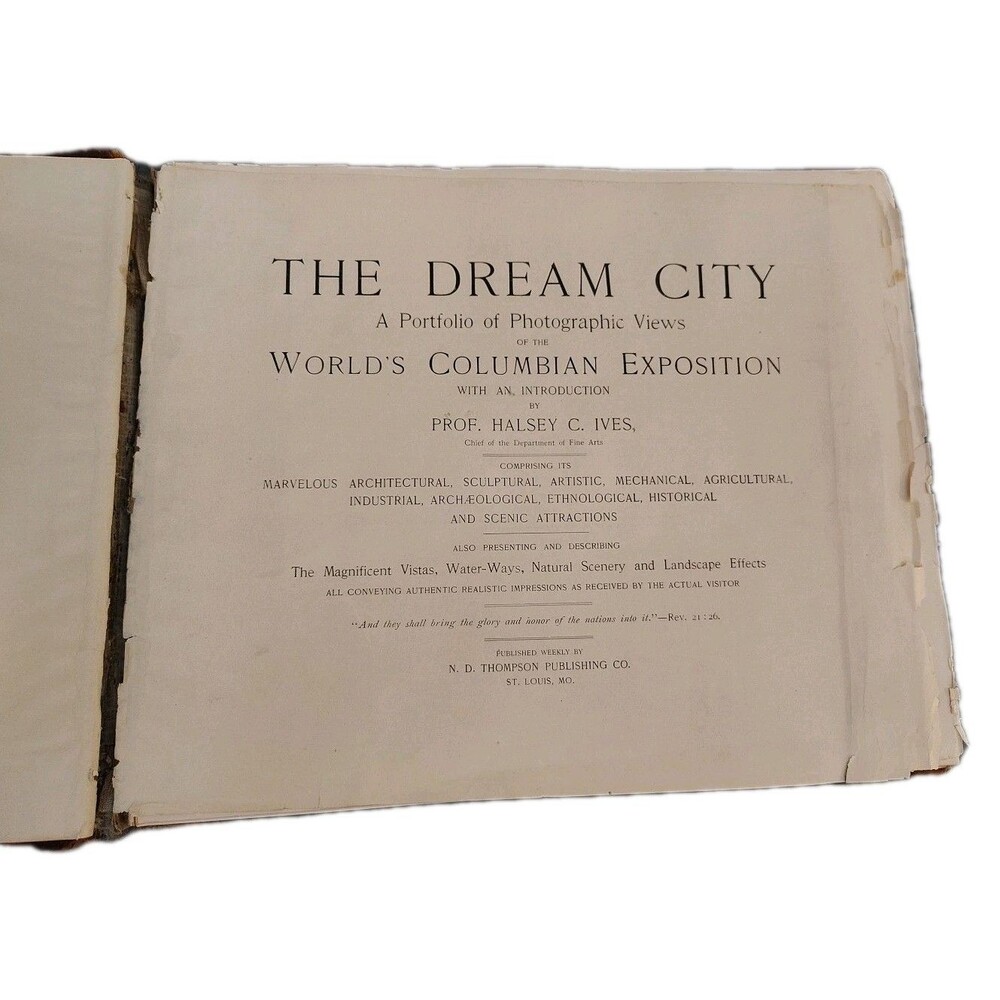 THE DREAM CITY
A Portfolio of Photographic Views
OF THE
WORLD'S COLUMBIAN EXPOSITION
WITH AN INTRODUCTION
BY
PROF. HALSEY C. IVES,
Chief of the Department of Fine Arts
COMPRISING ITS
MARVELOUS ARCHITECTURAL, SCULPTURAL, ARTISTIC, MECHANICAL, AGRICULTURAL,
INDUSTRIAL, ARCHÆOLOGICAL, ETHNOLOGICAL, HISTORICAL
AND SCENIC ATTRACTIONS
ALSO PRESENTING AND DESCRIBING
The Magnificent Vistas, Water-Ways, Natural Scenery and Landscape Effects
ALL CONVEYING AUTHENTIC REALISTIC IMPRESSIONS AS RECEIVED BY THE ACTUAL VISITOR
"And they shall bring the glory and honor of the nations into it."—Rev. 21:26.
PUBLISHED WEEKLY BY
N. D. THOMPSON PUBLISHING CO.
ST. LOUIS, MO.